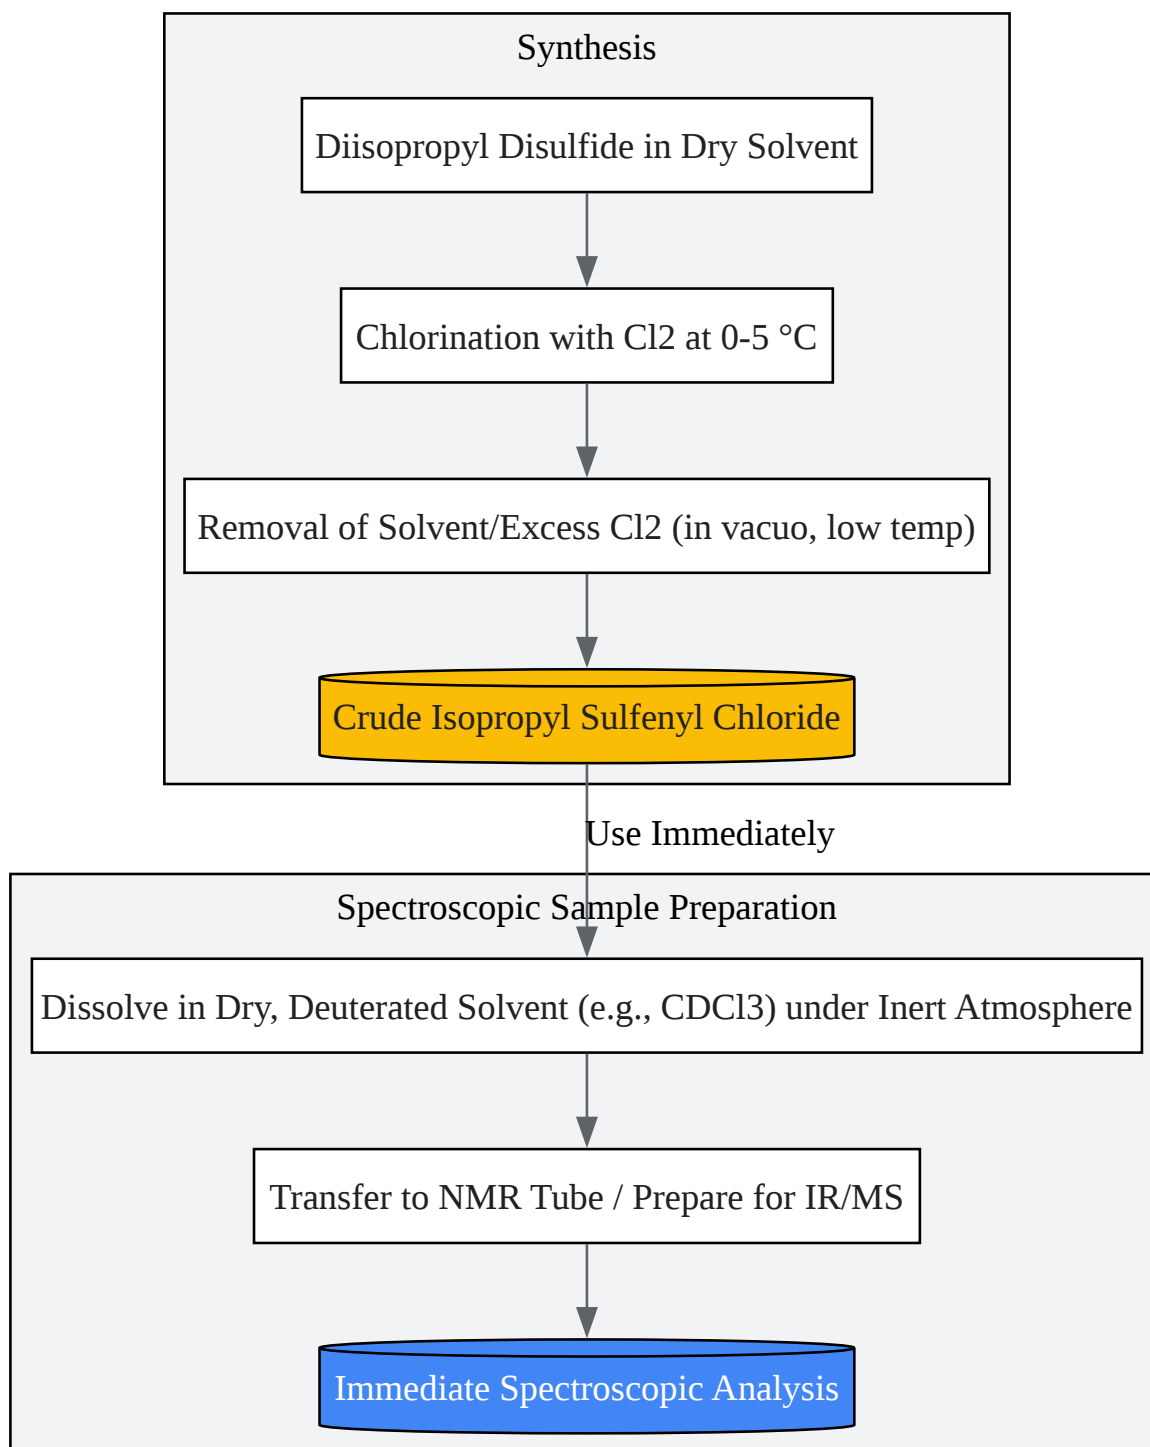 Synthesis
Diisopropyl Disulfide in Dry Solvent
Chlorination with Cl2 at 0-5 °C
Removal of Solvent/Excess Cl2 (in vacuo, low temp)
Crude Isopropyl Sulfenyl Chloride
Use Immediately
Spectroscopic Sample Preparation
Dissolve in Dry, Deuterated Solvent (e.g., CDCl3) under Inert Atmosphere
Transfer to NMR Tube / Prepare for IR/MS
Immediate Spectroscopic Analysis